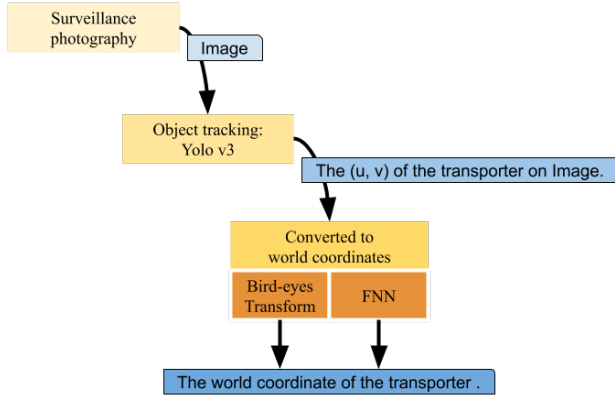 Surveillance
photography
Image
Object tracking:
Yolo v3
The (u, v) of the transporter on Image.
Converted to
world coordinates
Bird-eyes
Transform
FNN
The world coordinate of the transporter .